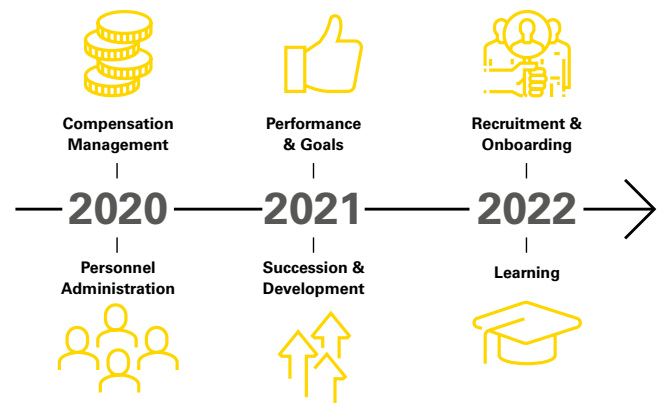 Compensation
Management
Performance
& Goals
Recruitment &
Onboarding
2020
2021
2022
Personnel
Administration
Succession &
Development
Learning